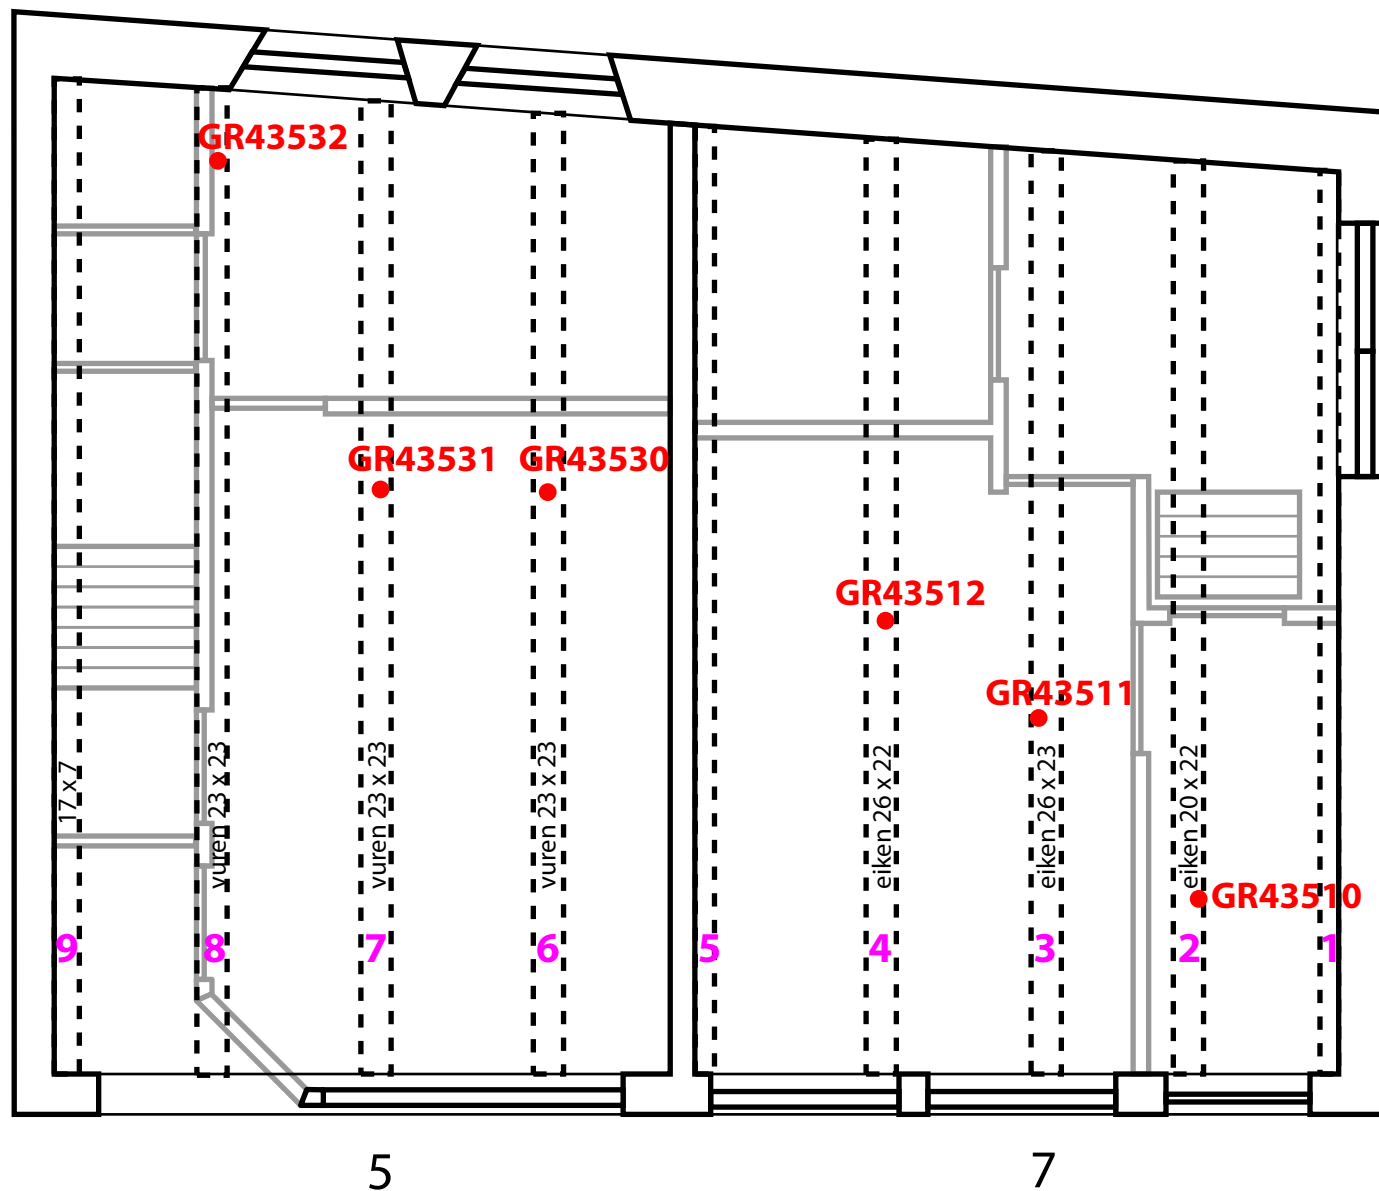 GR43532
GR43531
GR43530
GR43512
GR43511
GR43510
17 x 7
vuren 23 x 23
vuren 23 x 23
vuren 23 x 23
eiken 26 x 22
eiken 26 x 23
eiken 20 x 22
9
8
7
6
5
4
3
2
1
5
7